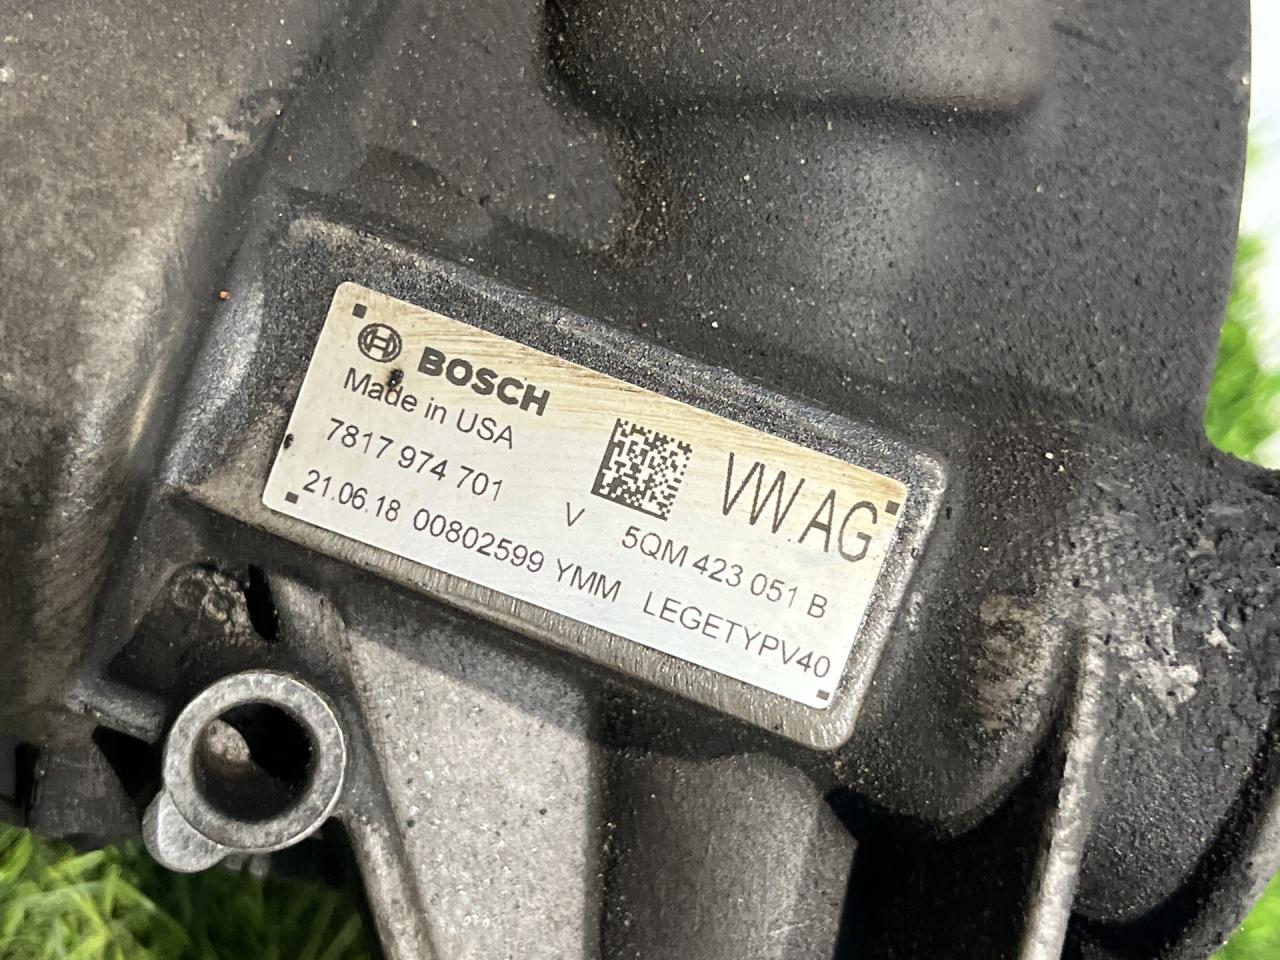 BOSCH
Made in USA
7817 974 701
VW.AG
V 5QM 423 051 B
21.06.18 00802599 YMM LEGETYPV40